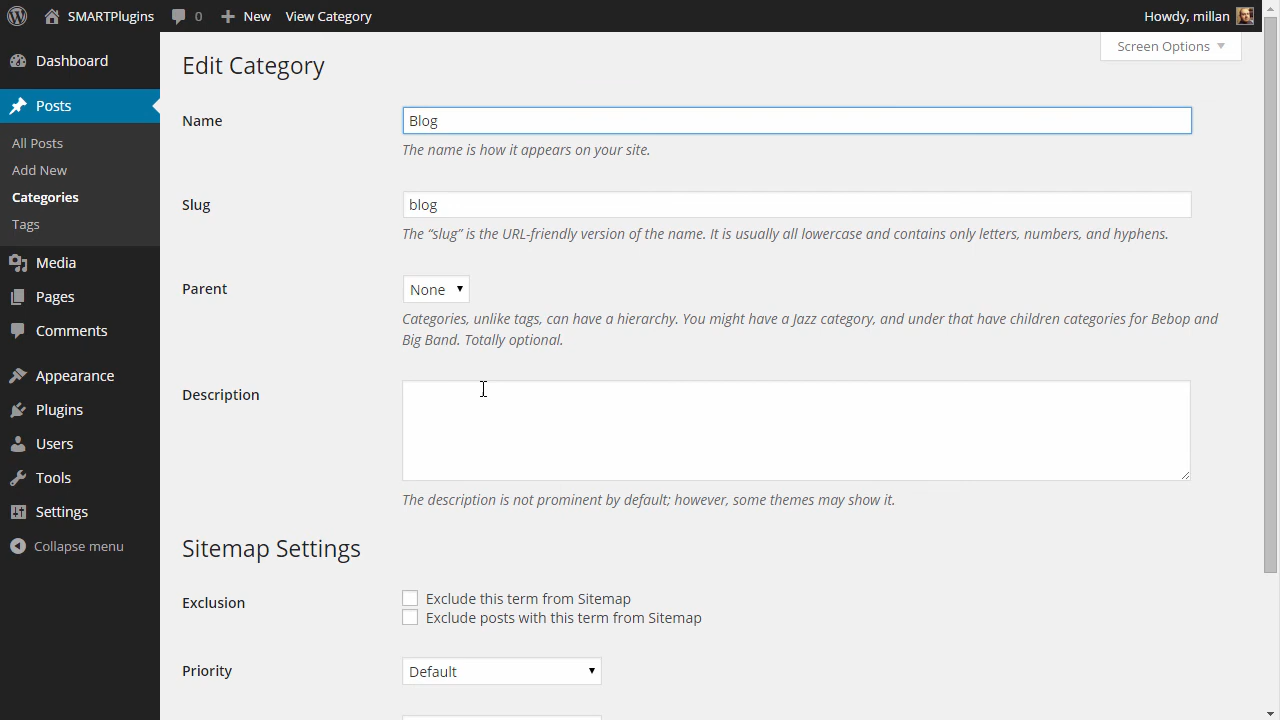 SMARTPlugins 0 New View Category Howdy, millan
Dashboard
Posts
All Posts
Add New
Categories
Tags
Media
Pages
Comments
Appearance
Plugins
Users
Tools
Settings
Collapse menu
Screen Options
Edit Category
Name
Blog
The name is how it appears on your site.
Slug
blog
The “slug” is the URL-friendly version of the name. It is usually all lowercase and contains only letters, numbers, and hyphens.
Parent
None
Categories, unlike tags, can have a hierarchy. You might have a Jazz category, and under that have children categories for Bebop and
Big Band. Totally optional.
Description
The description is not prominent by default; however, some themes may show it.
Sitemap Settings
Exclusion
Exclude this term from Sitemap
Exclude posts with this term from Sitemap
Priority
Default